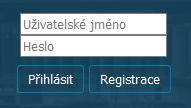 Uživatelské jméno
Heslo
Přihlásit Registrace